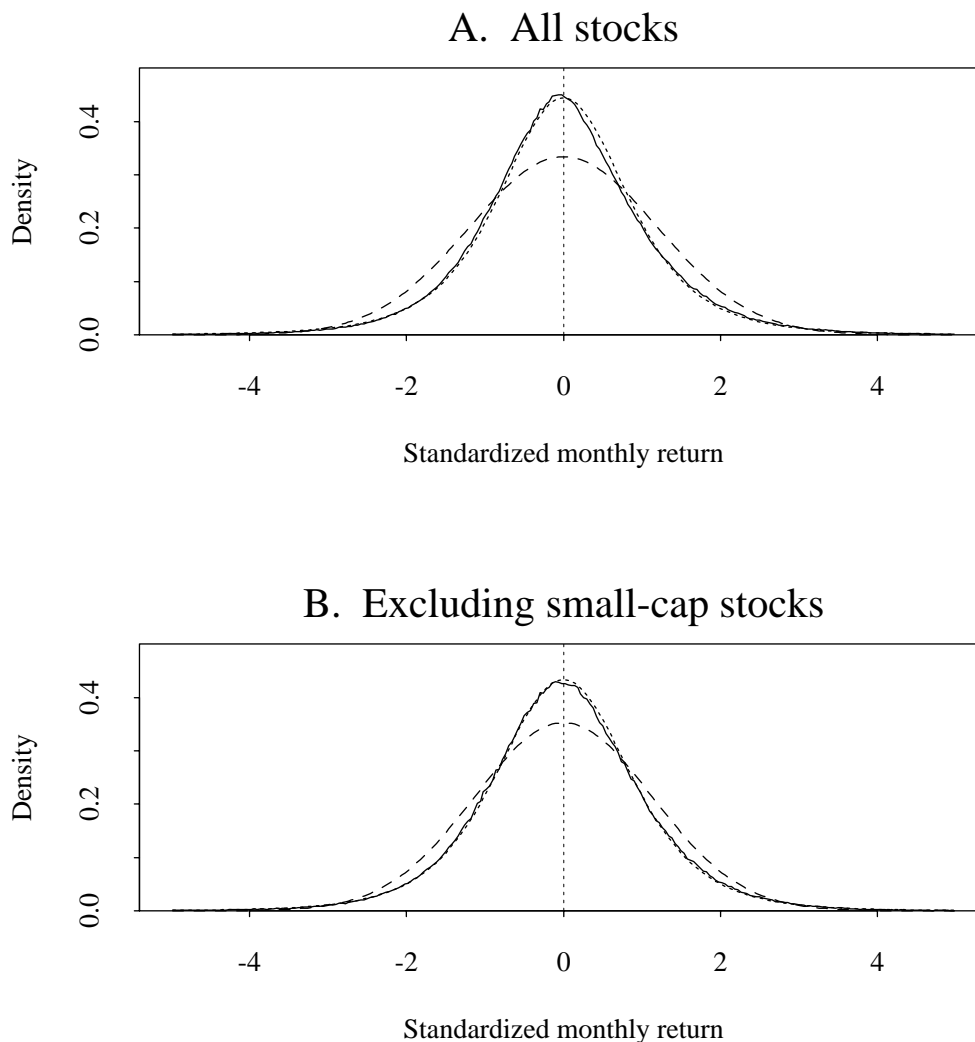 A. All stocks
Density
0.4
0.2
0.0
-4 -2 0 2 4
Standardized monthly return
B. Excluding small-cap stocks
Density
0.4
0.2
0.0
-4 -2 0 2 4
Standardized monthly return